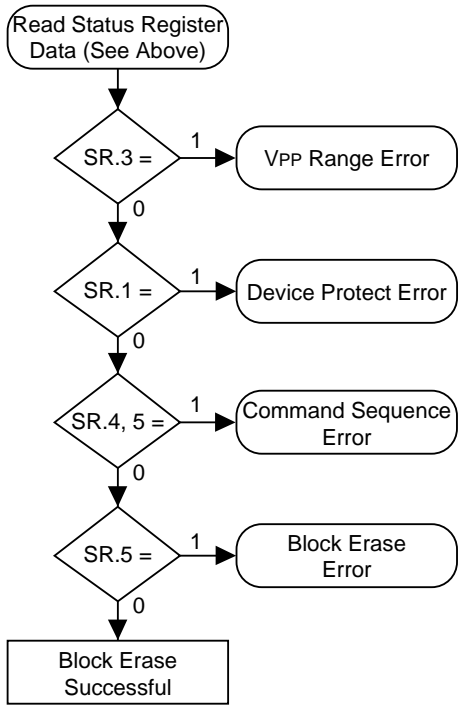 Read Status Register
Data (See Above)
SR.3 =
1
VPP Range Error
0
SR.1 =
1
Device Protect Error
0
SR.4, 5 =
1
Command Sequence
Error
0
SR.5 =
1
Block Erase
Error
0
Block Erase
Successful